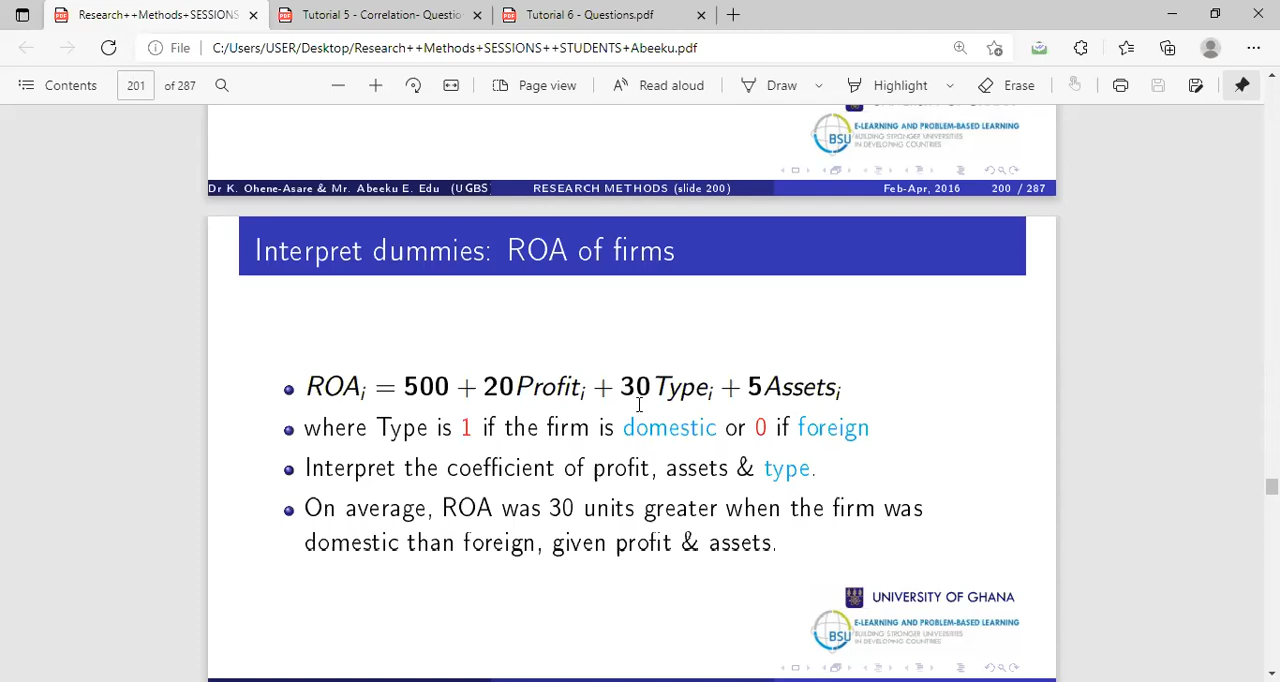 Research++Methods+SESSIONS
Tutorial 5 - Correlation- Questio
Tutorial 6 - Questions.pdf
File
C:/Users/USER/Desktop/Research++Methods+SESSIONS++STUDENTS+Abeeku.pdf
Contents
201 of 287
Page view
Read aloud
Draw
Highlight
Erase
E-LEARNING AND PROBLEM-BASED LEARNING
BSU BUILDING STRONGER UNIVERSITIES
IN DEVELOPING COUNTRIES
Dr K. Ohene-Asare & Mr. Abeeku E. Edu (UGBS) RESEARCH METHODS (slide 200) Feb-Apr, 2016 200 / 287
Interpret dummies: ROA of firms
ROAi = 500 + 20Profiti + 30Typei + 5Assetsi
where Type is 1 if the firm is domestic or 0 if foreign
Interpret the coefficient of profit, assets & type.
On average, ROA was 30 units greater when the firm was
domestic than foreign, given profit & assets.
UNIVERSITY OF GHANA
E-LEARNING AND PROBLEM-BASED LEARNING
BSU BUILDING STRONGER UNIVERSITIES
IN DEVELOPING COUNTRIES